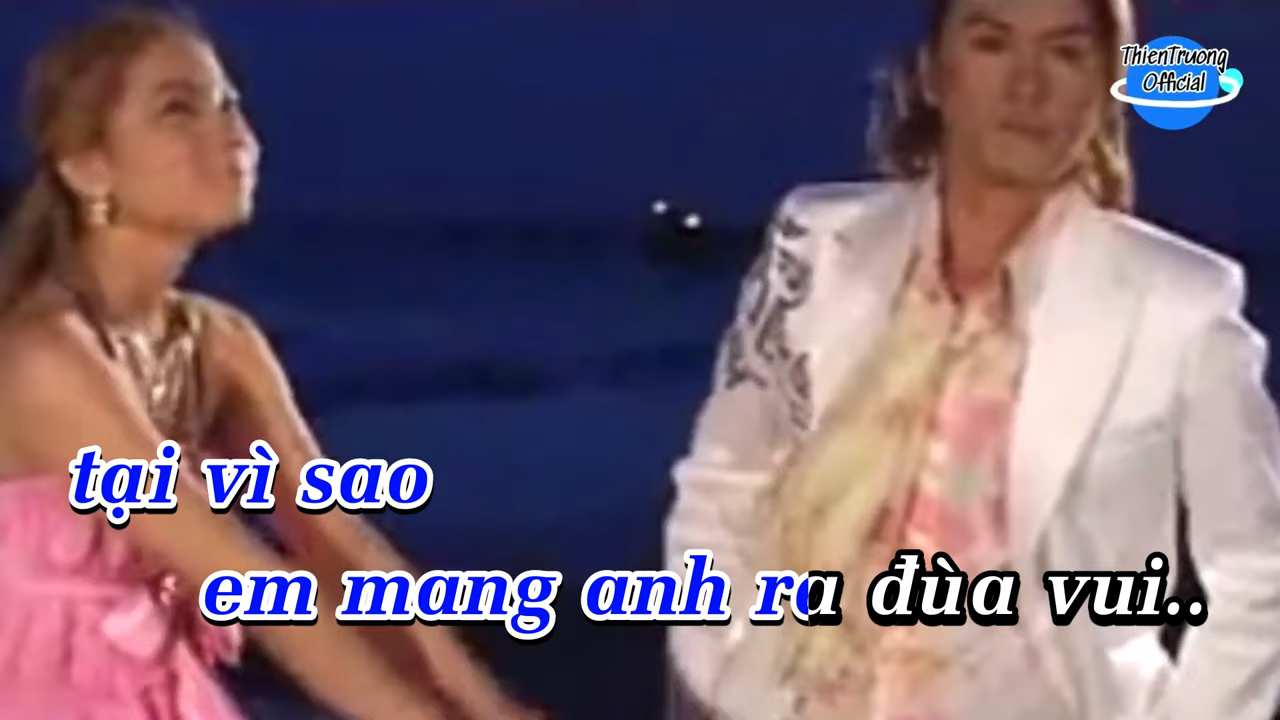 ThienTruong
Official
tại vì sao
em mang anh ra đùa vui..